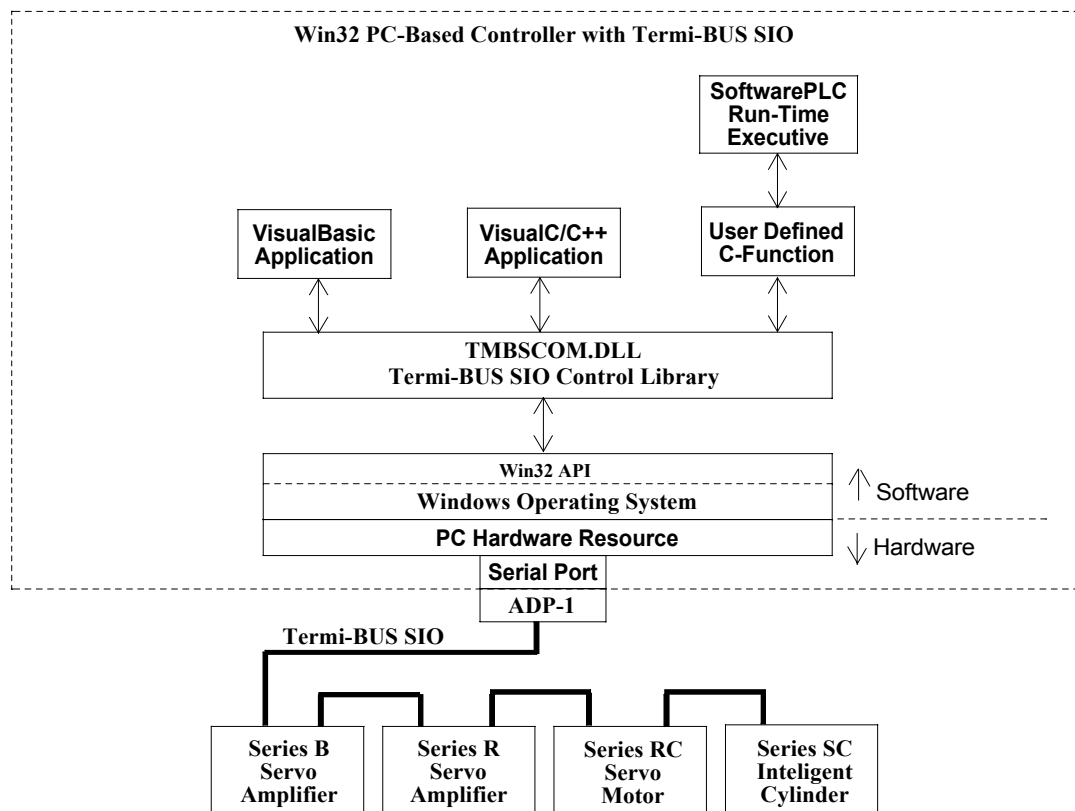 Win32 PC-Based Controller with Termi-BUS SIO
SoftwarePLC
Run-Time
Executive
VisualBasic
Application
VisualC/C++
Application
User Defined
C-Function
TMBSCOM.DLL
Termi-BUS SIO Control Library
Win32 API
Windows Operating System
Software
PC Hardware Resource
Hardware
Serial Port
ADP-1
Termi-BUS SIO
Series B
Servo
Amplifier
Series R
Servo
Amplifier
Series RC
Servo
Motor
Series SC
Inteligent
Cylinder